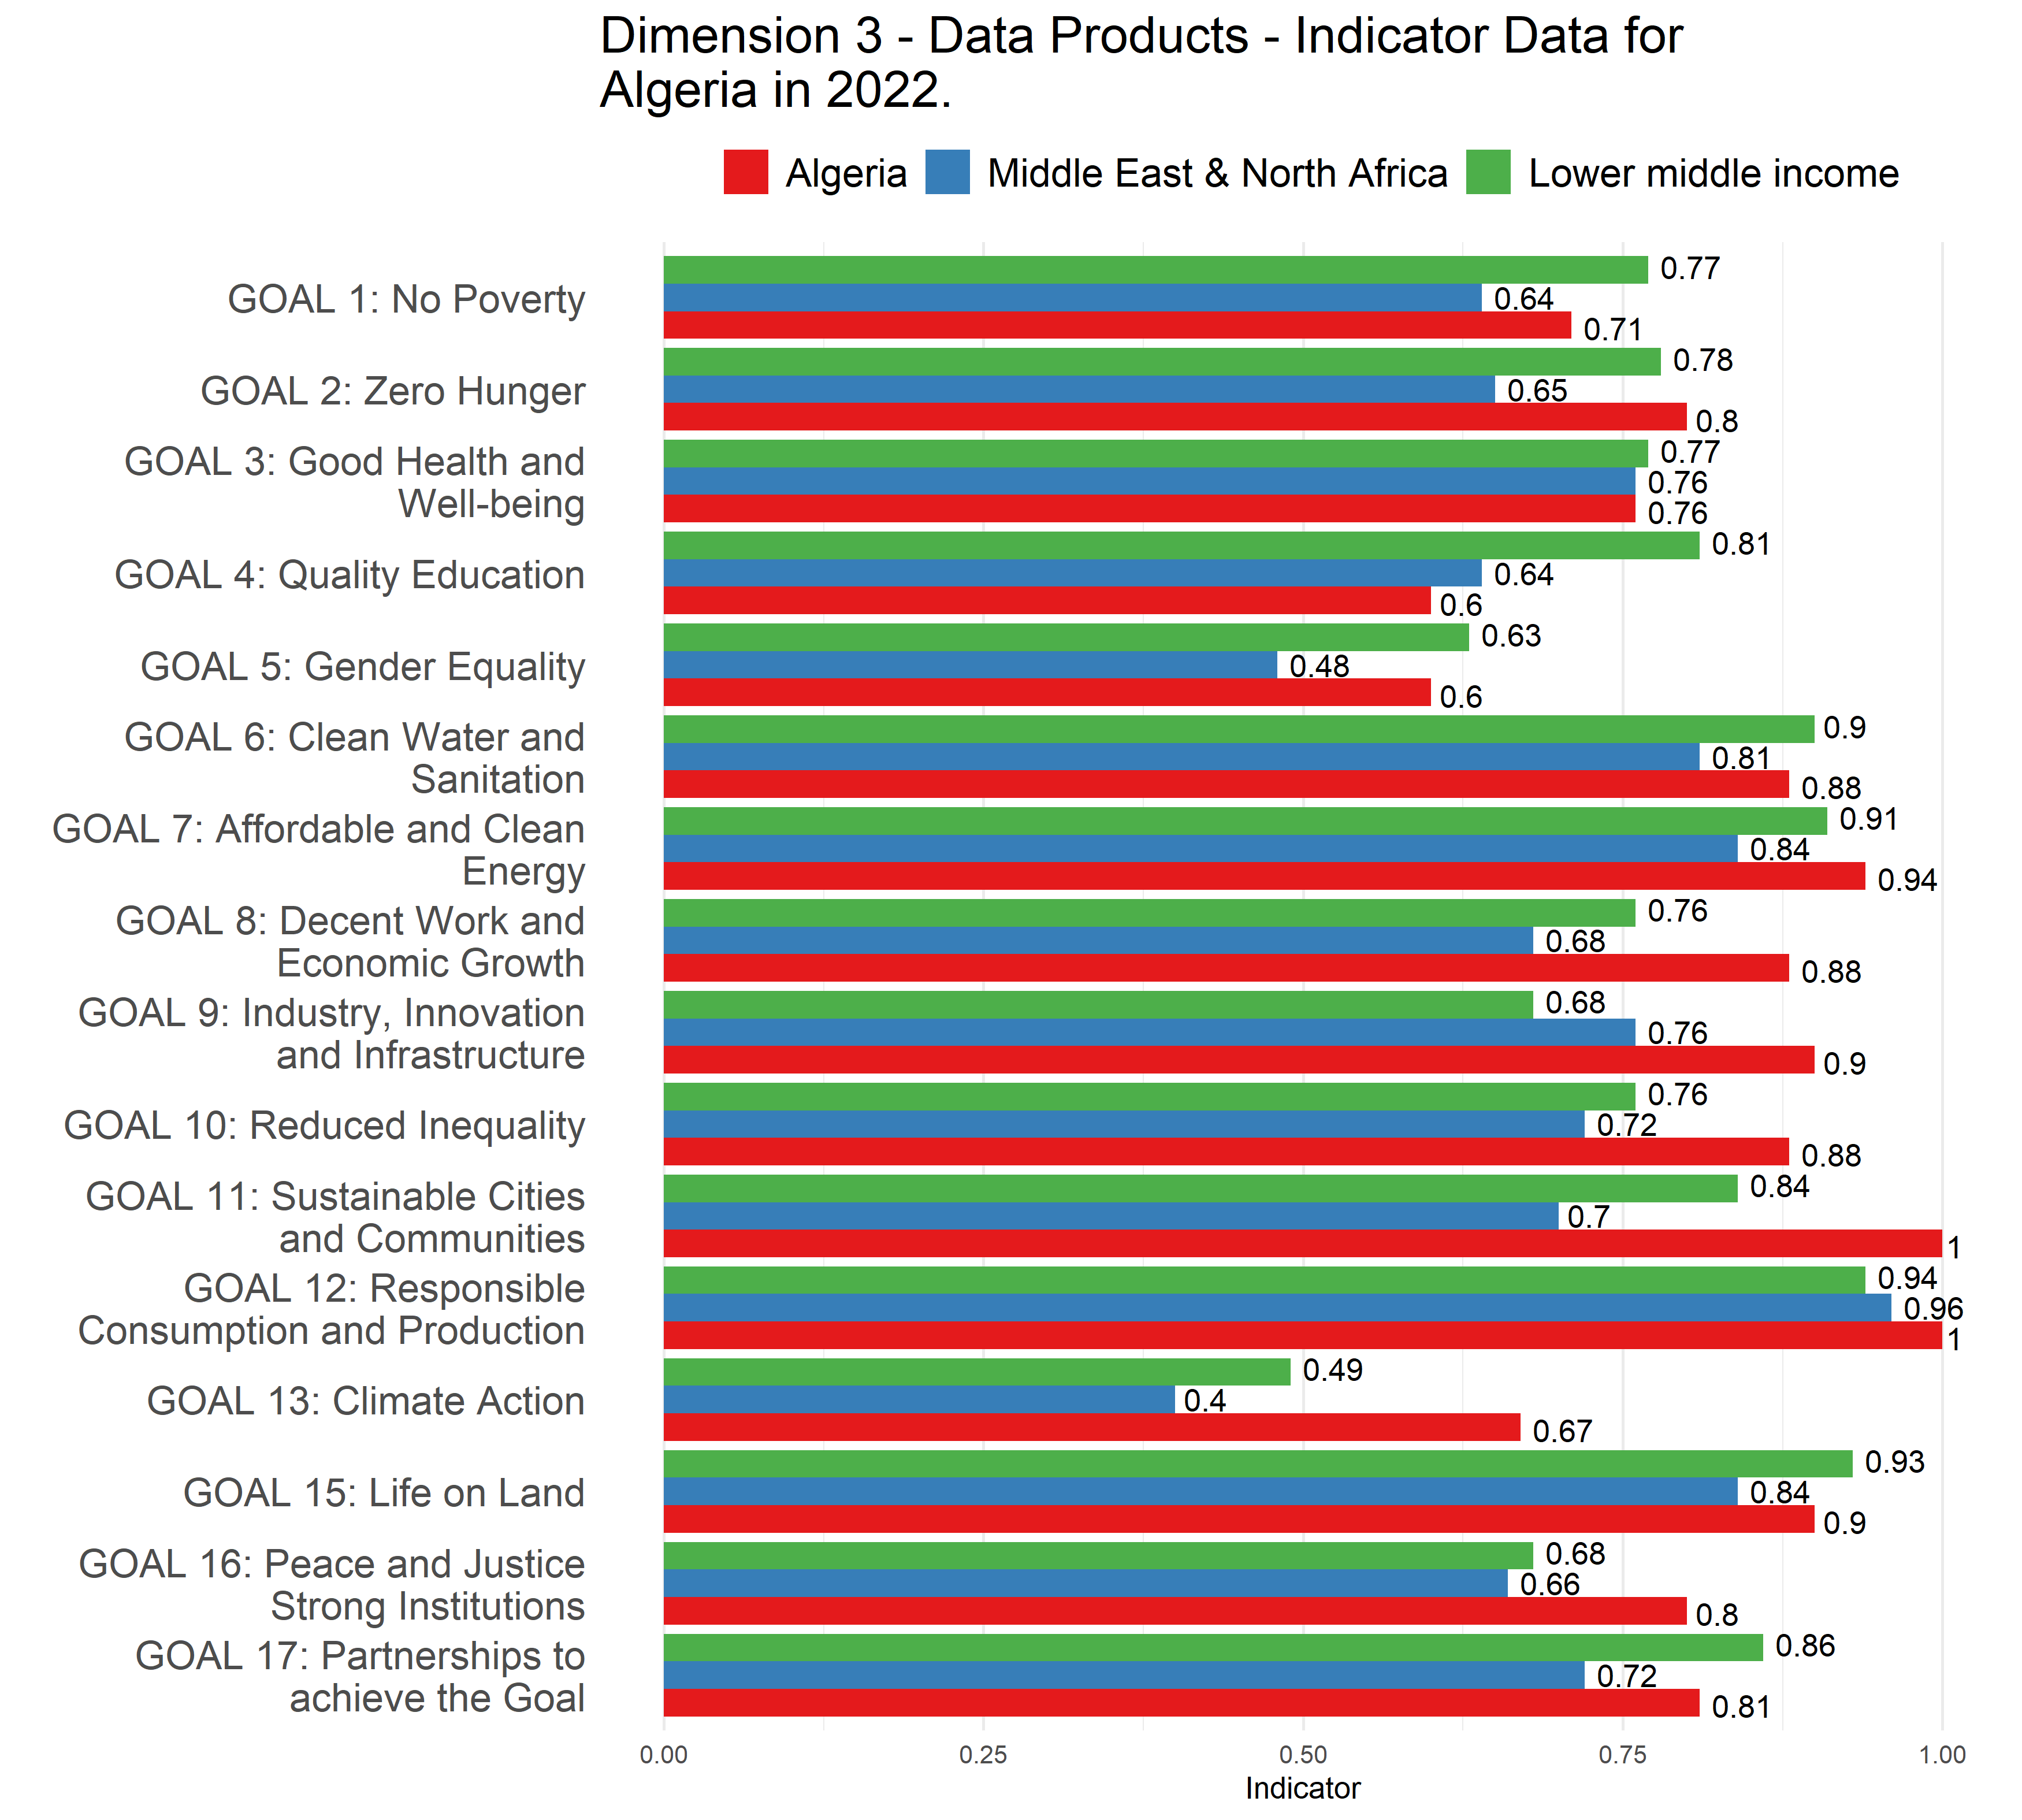 Dimension 3 - Data Products - Indicator Data for
Algeria in 2022.
Algeria Middle East & North Africa Lower middle income
GOAL 1: No Poverty
0.77
0.64
0.71
GOAL 2: Zero Hunger
0.78
0.65
0.8
GOAL 3: Good Health and
Well-being
0.77
0.76
0.76
GOAL 4: Quality Education
0.81
0.64
0.6
GOAL 5: Gender Equality
0.63
0.48
0.6
GOAL 6: Clean Water and
Sanitation
0.9
0.81
0.88
GOAL 7: Affordable and Clean
Energy
0.91
0.84
0.94
GOAL 8: Decent Work and
Economic Growth
0.76
0.68
0.88
GOAL 9: Industry, Innovation
and Infrastructure
0.68
0.76
0.9
GOAL 10: Reduced Inequality
0.76
0.72
0.88
GOAL 11: Sustainable Cities
and Communities
0.84
0.7
1
GOAL 12: Responsible
Consumption and Production
0.94
0.96
1
GOAL 13: Climate Action
0.49
0.4
0.67
GOAL 15: Life on Land
0.93
0.84
0.9
GOAL 16: Peace and Justice
Strong Institutions
0.68
0.66
0.8
GOAL 17: Partnerships to
achieve the Goal
0.86
0.72
0.81
0.00 0.25 0.50 0.75 1.00
Indicator